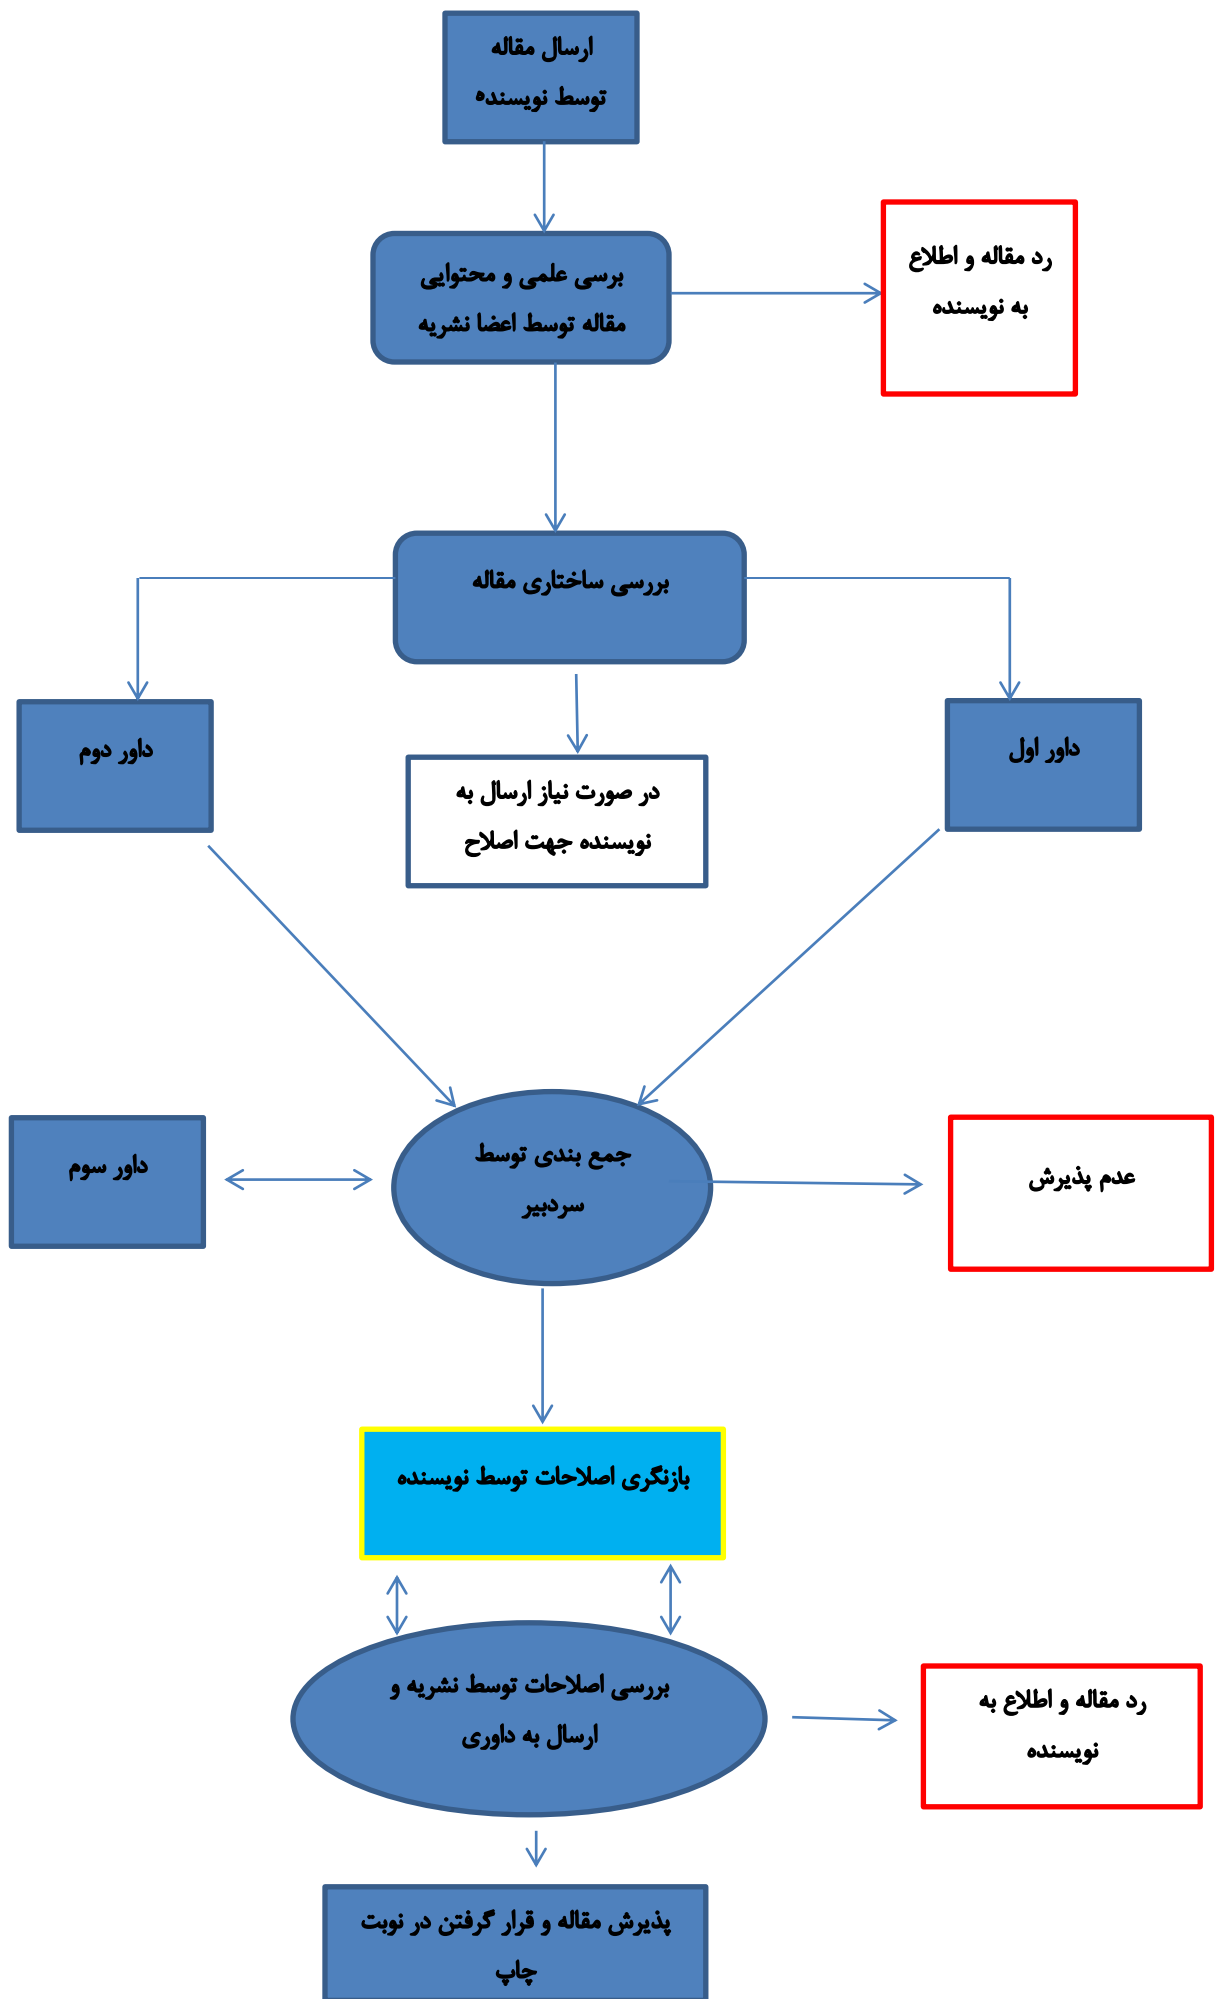 ارسال مقاله
توسط نویسنده
برسی علمی و محتوایی
مقاله توسط اعضا نشریه
رد مقاله و اطلاع
به نویسنده
بررسی ساختاری مقاله
داور اول
داور دوم
در صورت نیاز ارسال به
نویسنده جهت اصلاح
جمع بندی توسط
سردبیر
داور سوم
عدم پذیرش
بازنگری اصلاحات توسط نویسنده
بررسی اصلاحات توسط نشریه و
ارسال به داوری
رد مقاله و اطلاع به
نویسنده
پذیرش مقاله و قرار گرفتن در نوبت
چاپ